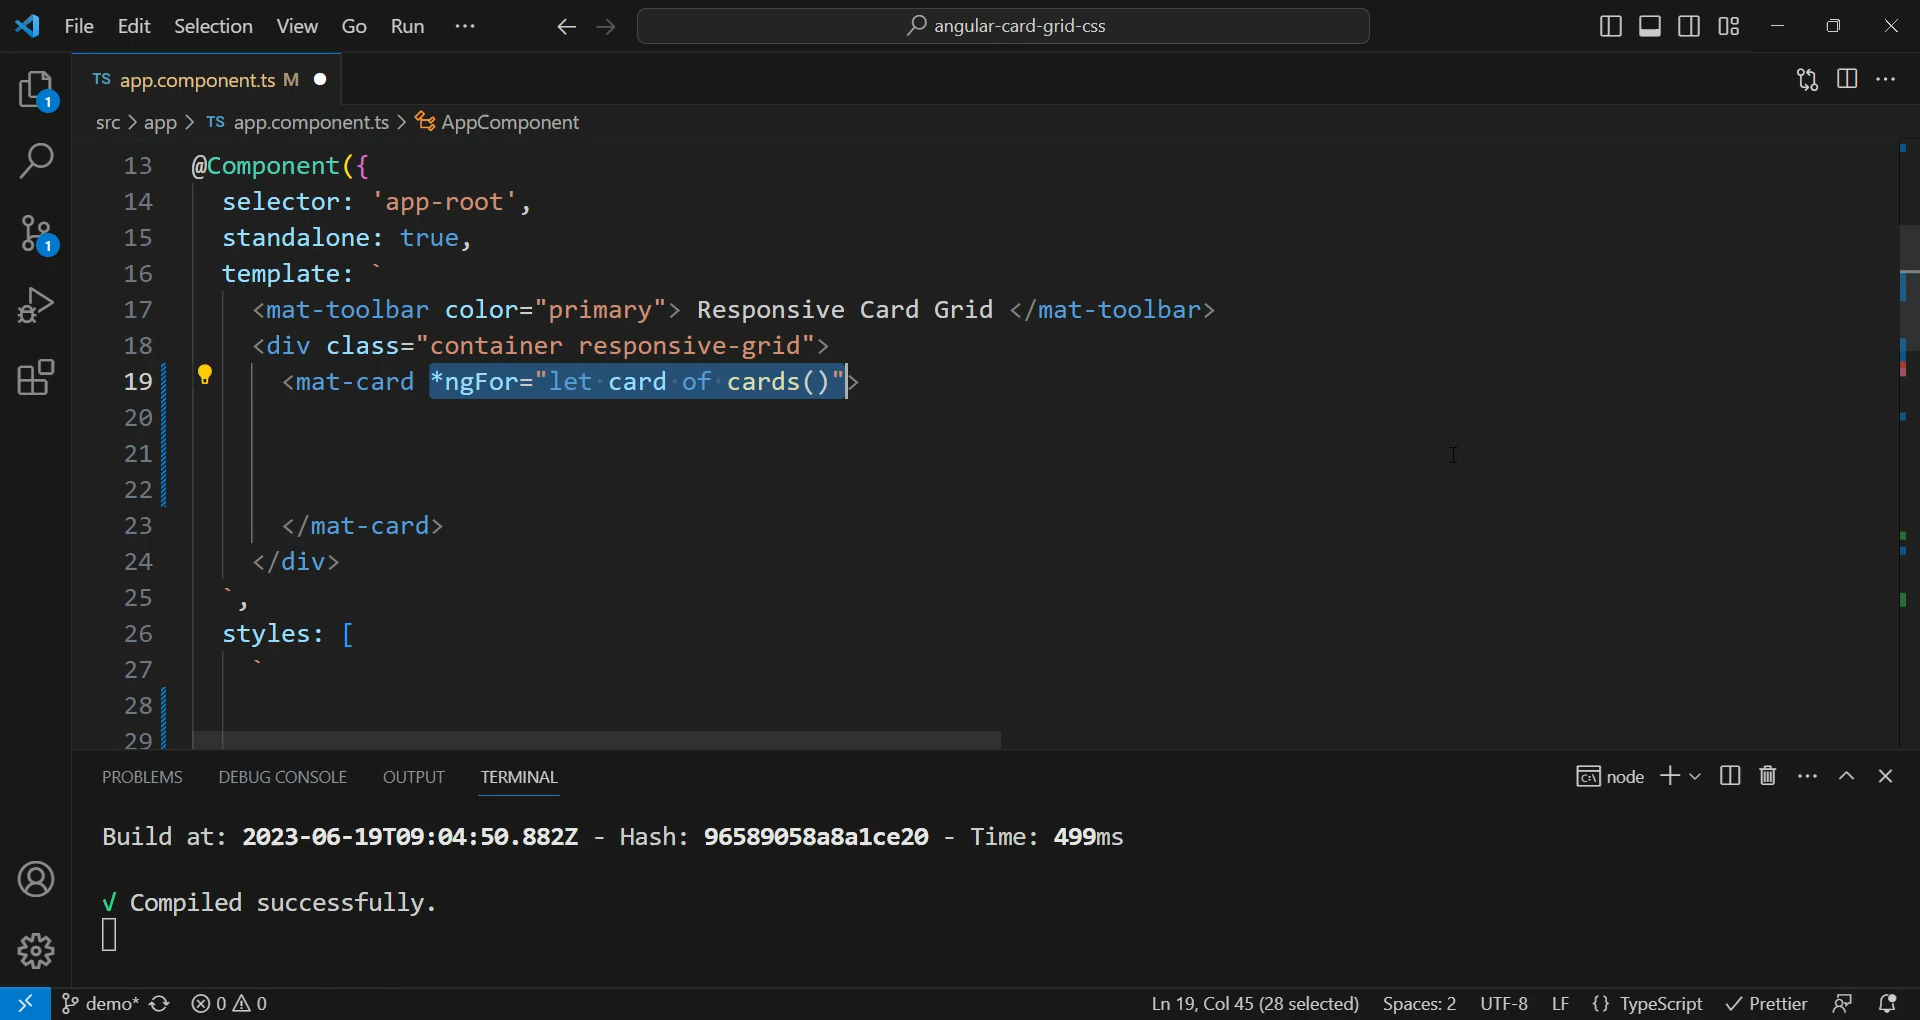 File Edit Selection View Go Run ··· angular-card-grid-css
TS app.component.ts M
src > app > TS app.component.ts > AppComponent
13 @Component({
14 selector: 'app-root',
15 standalone: true,
16 template: `
17 <mat-toolbar color="primary"> Responsive Card Grid </mat-toolbar>
18 <div class="container responsive-grid">
19 <mat-card *ngFor="let card of cards()">
20
21
22
23 </mat-card>
24 </div>
25 `,
26 styles: [
27 `
28
29
PROBLEMS DEBUG CONSOLE OUTPUT TERMINAL node
Build at: 2023-06-19T09:04:50.882Z - Hash: 96589058a8a1ce20 - Time: 499ms
√ Compiled successfully.
1
1
demo* 0 0 Ln 19, Col 45 (28 selected) Spaces: 2 UTF-8 LF {} TypeScript Prettier